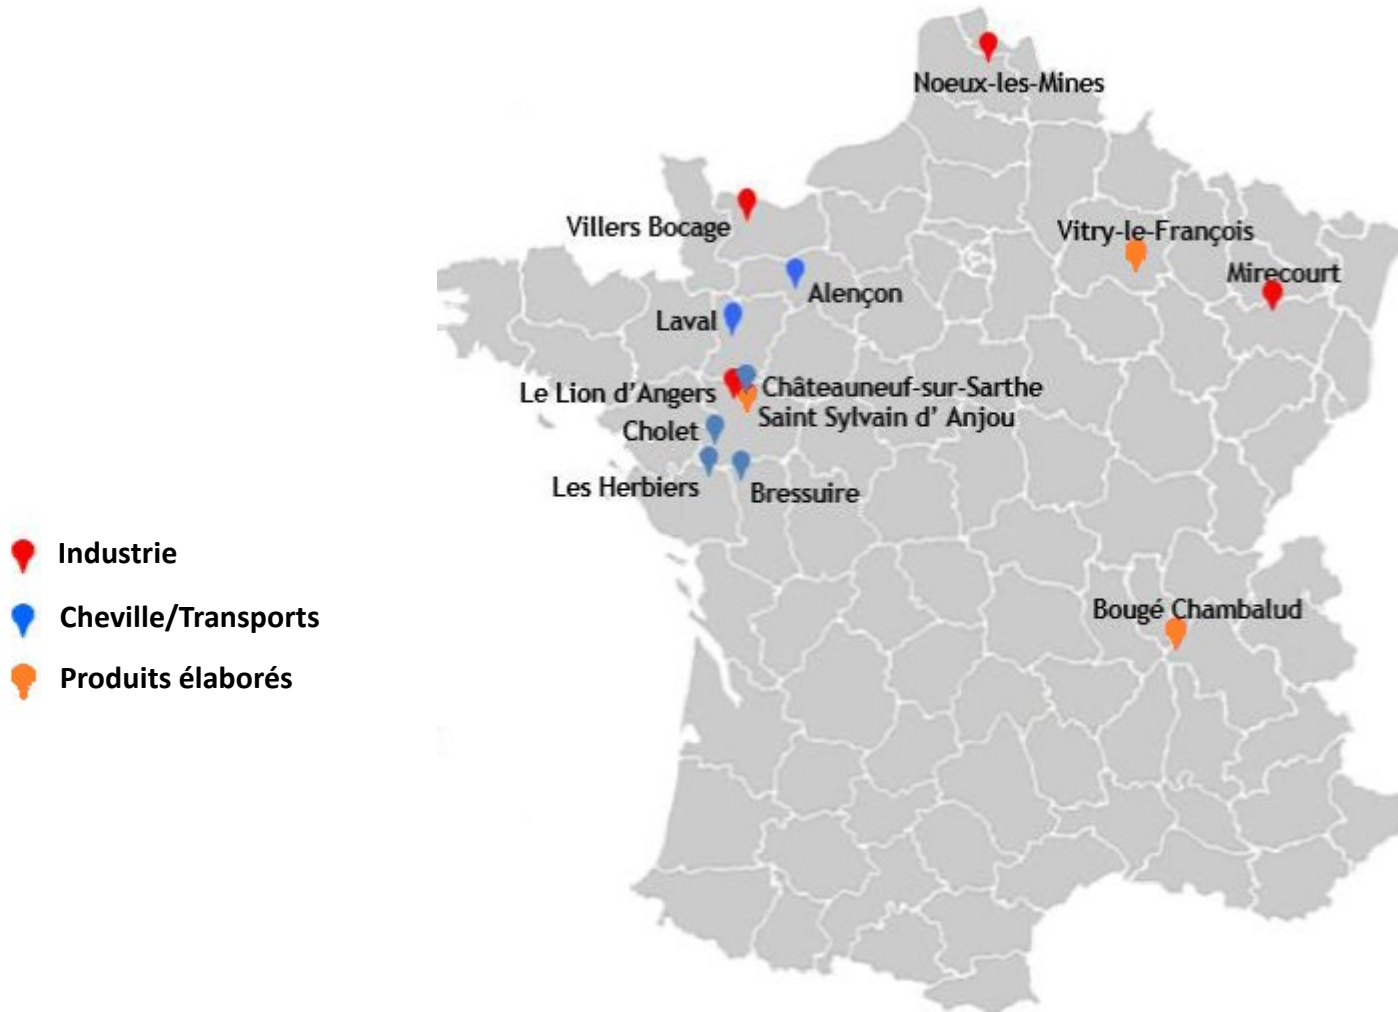 Noeux-les-Mines
Villers Bocage
Vitry-le-François
Mirecourt
Alençon
Laval
Le Lion d’Angers
Châteauneuf-sur-Sarthe
Saint Sylvain d’ Anjou
Cholet
Les Herbiers
Bressuire
Industrie
Cheville/Transports
Bougé Chambalud
Produits élaborés